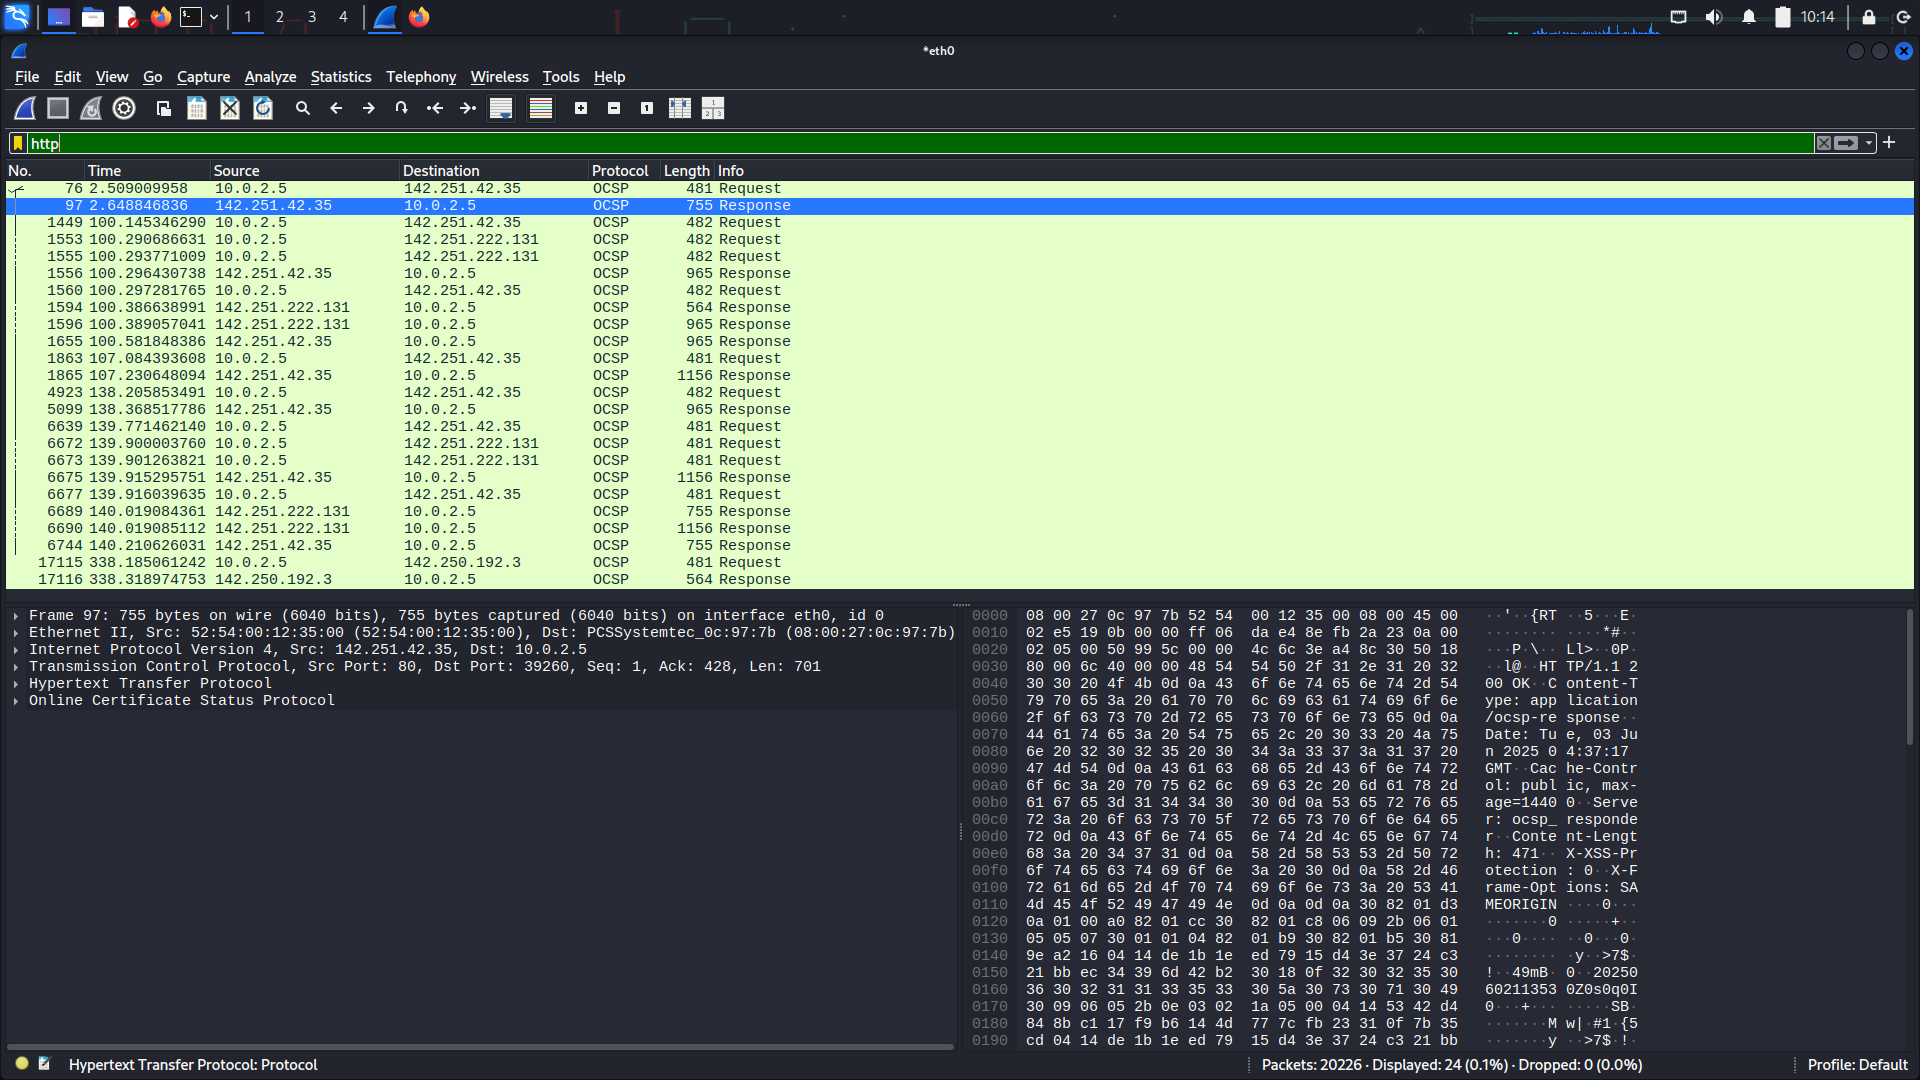 1 2 3 4 10:14
*eth0
File Edit View Go Capture Analyze Statistics Telephony Wireless Tools Help
http
No. Time Source Destination Protocol Length Info
76 2.509009958 10.0.2.5 142.251.42.35 OCSP 481 Request
97 2.648846836 142.251.42.35 10.0.2.5 OCSP 755 Response
1449 100.145346290 10.0.2.5 142.251.42.35 OCSP 482 Request
1553 100.290686631 10.0.2.5 142.251.222.131 OCSP 482 Request
1555 100.293771009 10.0.2.5 142.251.222.131 OCSP 482 Request
1556 100.296430738 142.251.42.35 10.0.2.5 OCSP 965 Response
1560 100.297281765 10.0.2.5 142.251.42.35 OCSP 482 Request
1594 100.386638991 142.251.222.131 10.0.2.5 OCSP 564 Response
1596 100.389057041 142.251.222.131 10.0.2.5 OCSP 965 Response
1655 100.581848386 142.251.42.35 10.0.2.5 OCSP 965 Response
1863 107.084393608 10.0.2.5 142.251.42.35 OCSP 481 Request
1865 107.230648094 142.251.42.35 10.0.2.5 OCSP 1156 Response
4923 138.205853491 10.0.2.5 142.251.42.35 OCSP 482 Request
5099 138.368517786 142.251.42.35 10.0.2.5 OCSP 965 Response
6639 139.771462140 10.0.2.5 142.251.42.35 OCSP 481 Request
6672 139.900003760 10.0.2.5 142.251.222.131 OCSP 481 Request
6673 139.901263821 10.0.2.5 142.251.222.131 OCSP 481 Request
6675 139.915295751 142.251.42.35 10.0.2.5 OCSP 1156 Response
6677 139.916039635 10.0.2.5 142.251.42.35 OCSP 481 Request
6689 140.019084361 142.251.222.131 10.0.2.5 OCSP 755 Response
6690 140.019085112 142.251.222.131 10.0.2.5 OCSP 1156 Response
6744 140.210626031 142.251.42.35 10.0.2.5 OCSP 755 Response
17115 338.185061242 10.0.2.5 142.250.192.3 OCSP 481 Request
17116 338.318974753 142.250.192.3 10.0.2.5 OCSP 564 Response
Frame 97: 755 bytes on wire (6040 bits), 755 bytes captured (6040 bits) on interface eth0, id 0
Ethernet II, Src: 52:54:00:12:35:00 (52:54:00:12:35:00), Dst: PCSSystemtec_0c:97:7b (08:00:27:0c:97:7b)
Internet Protocol Version 4, Src: 142.251.42.35, Dst: 10.0.2.5
Transmission Control Protocol, Src Port: 80, Dst Port: 39260, Seq: 1, Ack: 428, Len: 701
Hypertext Transfer Protocol
Online Certificate Status Protocol
0000 08 00 27 0c 97 7b 52 54 00 12 35 00 08 00 45 00 ··'··{RT ··5···E·
0010 02 e5 19 0b 00 00 ff 06 da e4 8e fb 2a 23 0a 00 ········ ····*#··
0020 02 05 00 50 99 5c 00 00 4c 6c 3e a4 8c 30 50 18 ···P·\·· Ll>··0P·
0030 80 00 6c 40 00 00 48 54 54 50 2f 31 2e 31 20 32 ··l@··HT TP/1.1 2
0040 30 30 20 4f 4b 0d 0a 43 6f 6e 74 65 6e 74 2d 54 00 OK··C ontent-T
0050 79 70 65 3a 20 61 70 70 6c 69 63 61 74 69 6f 6e ype: app lication
0060 2f 6f 63 73 70 2d 72 65 73 70 6f 6e 73 65 0d 0a /ocsp-re sponse··
0070 44 61 74 65 3a 20 54 75 65 2c 20 30 33 20 4a 75 Date: Tu e, 03 Ju
0080 6e 20 32 30 32 35 20 30 34 3a 33 37 3a 31 37 20 n 2025 0 4:37:17
0090 47 4d 54 0d 0a 43 61 63 68 65 2d 43 6f 6e 74 72 GMT··Cac he-Contr
00a0 6f 6c 3a 20 70 75 62 6c 69 63 2c 20 6d 61 78 2d ol: publ ic, max-
00b0 61 67 65 3d 31 34 34 30 30 0d 0a 53 65 72 76 65 age=1440 0··Serve
00c0 72 3a 20 6f 63 73 70 5f 72 65 73 70 6f 6e 64 65 r: ocsp_ responde
00d0 72 0d 0a 43 6f 6e 74 65 6e 74 2d 4c 65 6e 67 74 r··Conte nt-Lengt
00e0 68 3a 20 34 37 31 0d 0a 58 2d 58 53 53 2d 50 72 h: 471·· X-XSS-Pr
00f0 6f 74 65 63 74 69 6f 6e 3a 20 30 0d 0a 58 2d 46 otection : 0··X-F
0100 72 61 6d 65 2d 4f 70 74 69 6f 6e 73 3a 20 53 41 rame-Opt ions: SA
0110 4d 45 4f 52 49 47 49 4e 0d 0a 0d 0a 30 82 01 d3 MEORIGIN ····0···
0120 0a 01 00 a0 82 01 cc 30 82 01 c8 06 09 2b 06 01 ·······0 ·····+··
0130 05 05 07 30 01 01 04 82 01 b9 30 82 01 b5 30 81 ···0···· ··0···0·
0140 9e a2 16 04 14 de 1b 1e ed 79 15 d4 3e 37 24 c3 ········ ·y··>7$·
0150 21 bb ec 34 39 6d 42 b2 30 18 0f 32 30 32 35 30 !··49mB· 0··20250
0160 36 30 32 31 31 33 35 33 30 5a 30 73 30 71 30 49 60211353 0Z0s0q0I
0170 30 09 06 05 2b 0e 03 02 1a 05 00 04 14 53 42 d4 0···+··· ·····SB·
0180 84 8b c1 17 f9 b6 14 4d 77 7c fb 23 31 0f 7b 35 ·······M w|·#1·{5
0190 cd 04 14 de 1b 1e ed 79 15 d4 3e 37 24 c3 21 bb ·······y ··>7$·!·
Hypertext Transfer Protocol: Protocol Packets: 20226 · Displayed: 24 (0.1%) · Dropped: 0 (0.0%) Profile: Default